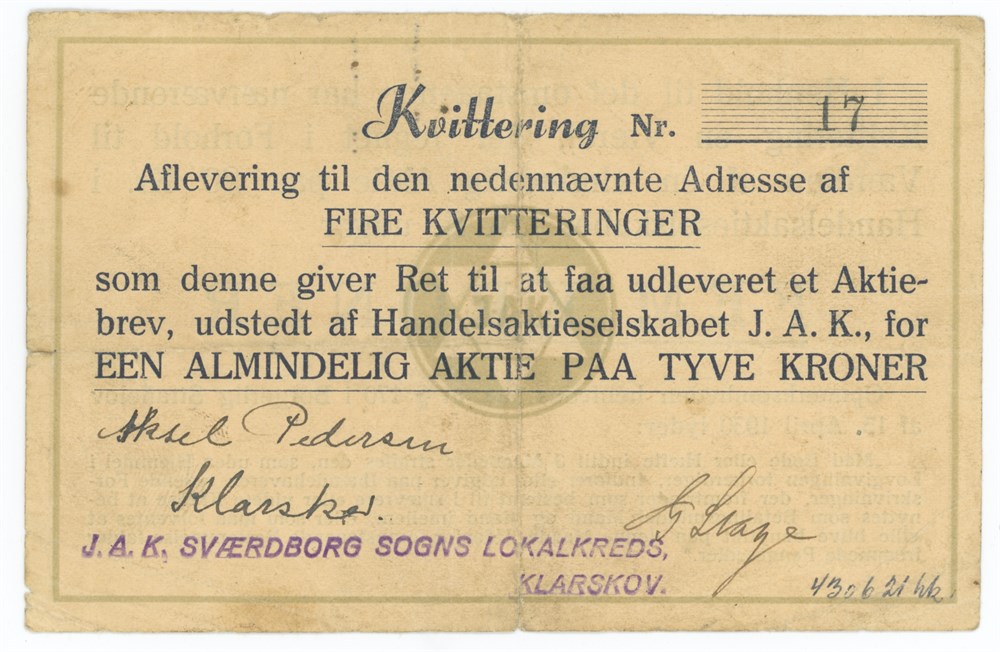 Kvittering Nr. 17
Aflevering til den nedennævnte Adresse af
FIRE KVITTERINGER
som denne giver Ret til at faa udleveret et Aktie-
brev, udstedt af Handelsaktieselskabet J. A. K., for
EEN ALMINDELIG AKTIE PAA TYVE KRONER
Aksel Pedersen
Klarskov.
J. A. K, SVÆRDBORG SOGNS LOKALKREDS,
KLARSKOV.